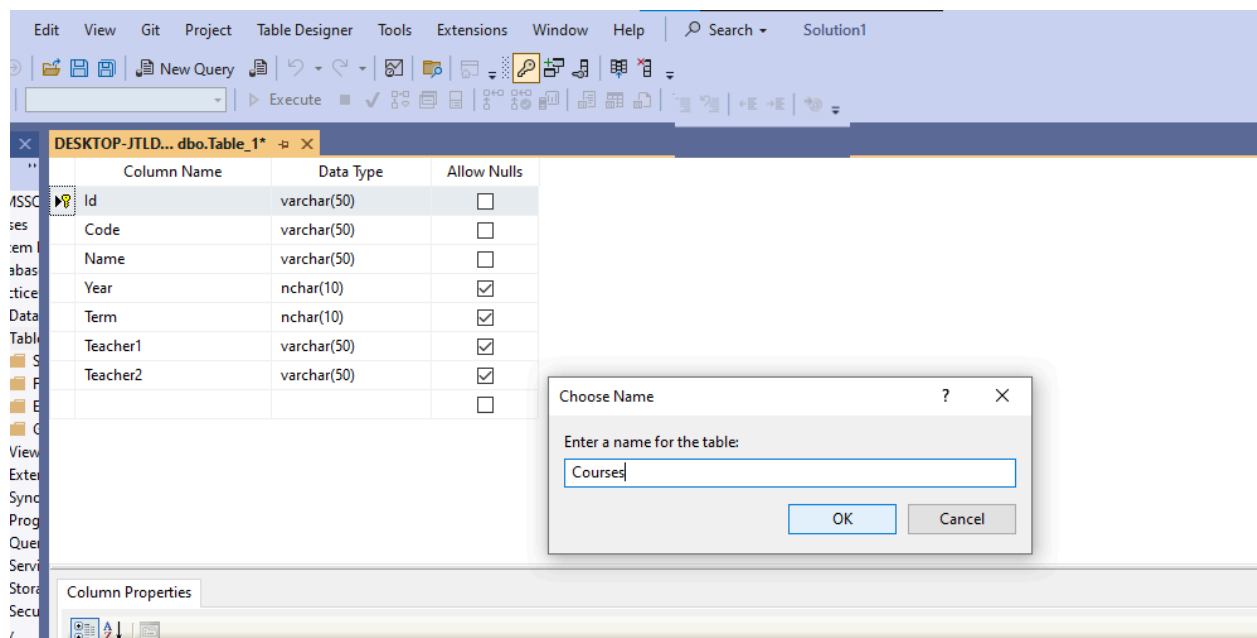 Edit View Git Project Table Designer Tools Extensions Window Help Search Solution1
New Query
Execute
DESKTOP-JTLD... dbo.Table_1*
Column Name Data Type Allow Nulls
Id varchar(50)
Code varchar(50)
Name varchar(50)
Year nchar(10)
Term nchar(10)
Teacher1 varchar(50)
Teacher2 varchar(50)
Choose Name ?
Enter a name for the table:
Courses
OK Cancel
View
Column Properties